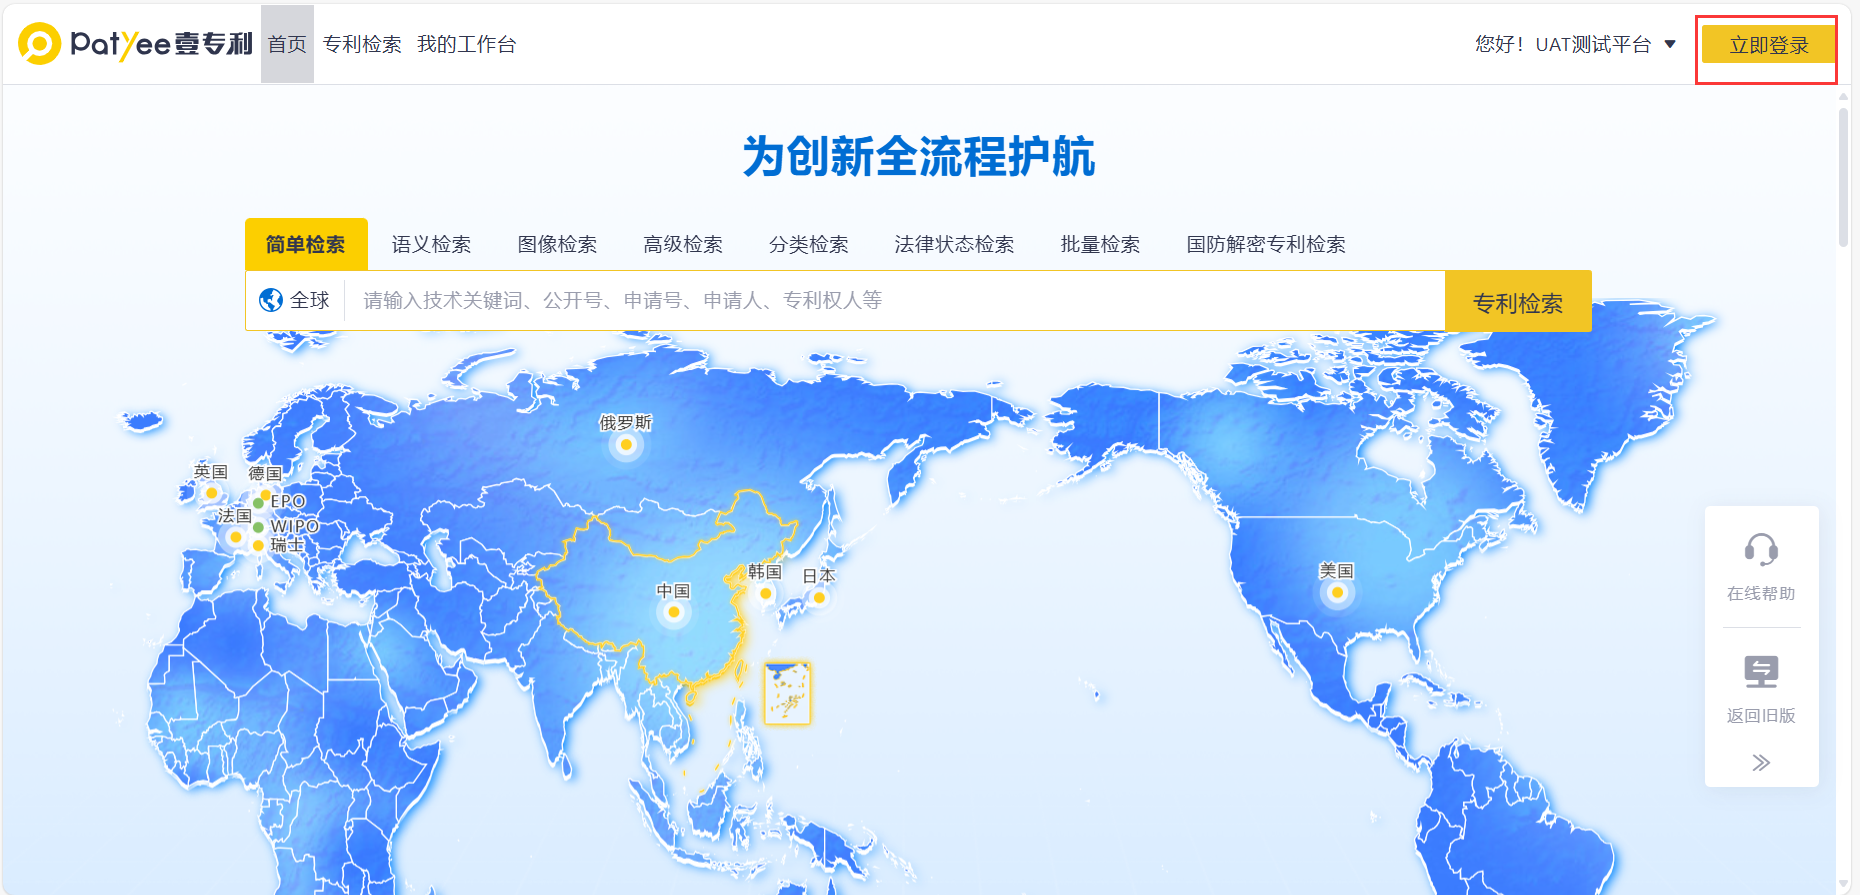 Patyee壹专利 首页 专利检索 我的工作台 您好！UAT测试平台 立即登录
为创新全流程护航
简单检索 语义检索 图像检索 高级检索 分类检索 法律状态检索 批量检索 国防解密专利检索
全球 请输入技术关键词、公开号、申请号、申请人、专利权人等 专利检索
俄罗斯
英国 德国
EPO
法国
WIPO
瑞士
中国
韩国 日本
美国
在线帮助
返回旧版